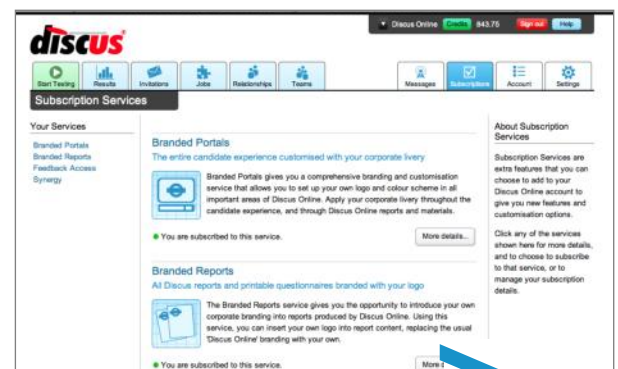 discus
Discus Online Credits 943.75 Sign out Help
Start Testing Results Invitations Jobs Relationships Teams Messages Subscriptions Account Settings
Subscription Services
Your Services
Branded Portals
Branded Reports
Feedback Access
Synergy
Branded Portals
The entire candidate experience customised with your corporate livery
Branded Portals gives you a comprehensive branding and customisation
service that allows you to set up your own logo and colour scheme in all
important areas of Discus Online. Apply your corporate livery throughout the
candidate experience, and through Discus Online reports and materials.
You are subscribed to this service.
More details...
Branded Reports
All Discus reports and printable questionnaires branded with your logo
The Branded Reports service gives you the opportunity to introduce your own
corporate branding into reports produced by Discus Online. Using this
service, you can insert your own logo into report content, replacing the usual
'Discus Online' branding with your own.
You are subscribed to this service.
More
About Subscription
Services
Subscription Services are
extra features that you can
choose to add to your
Discus Online account to
give you new features and
customisation options.
Click any of the services
shown here for more details,
and to choose to subscribe
to that service, or to
manage your subscription
details.